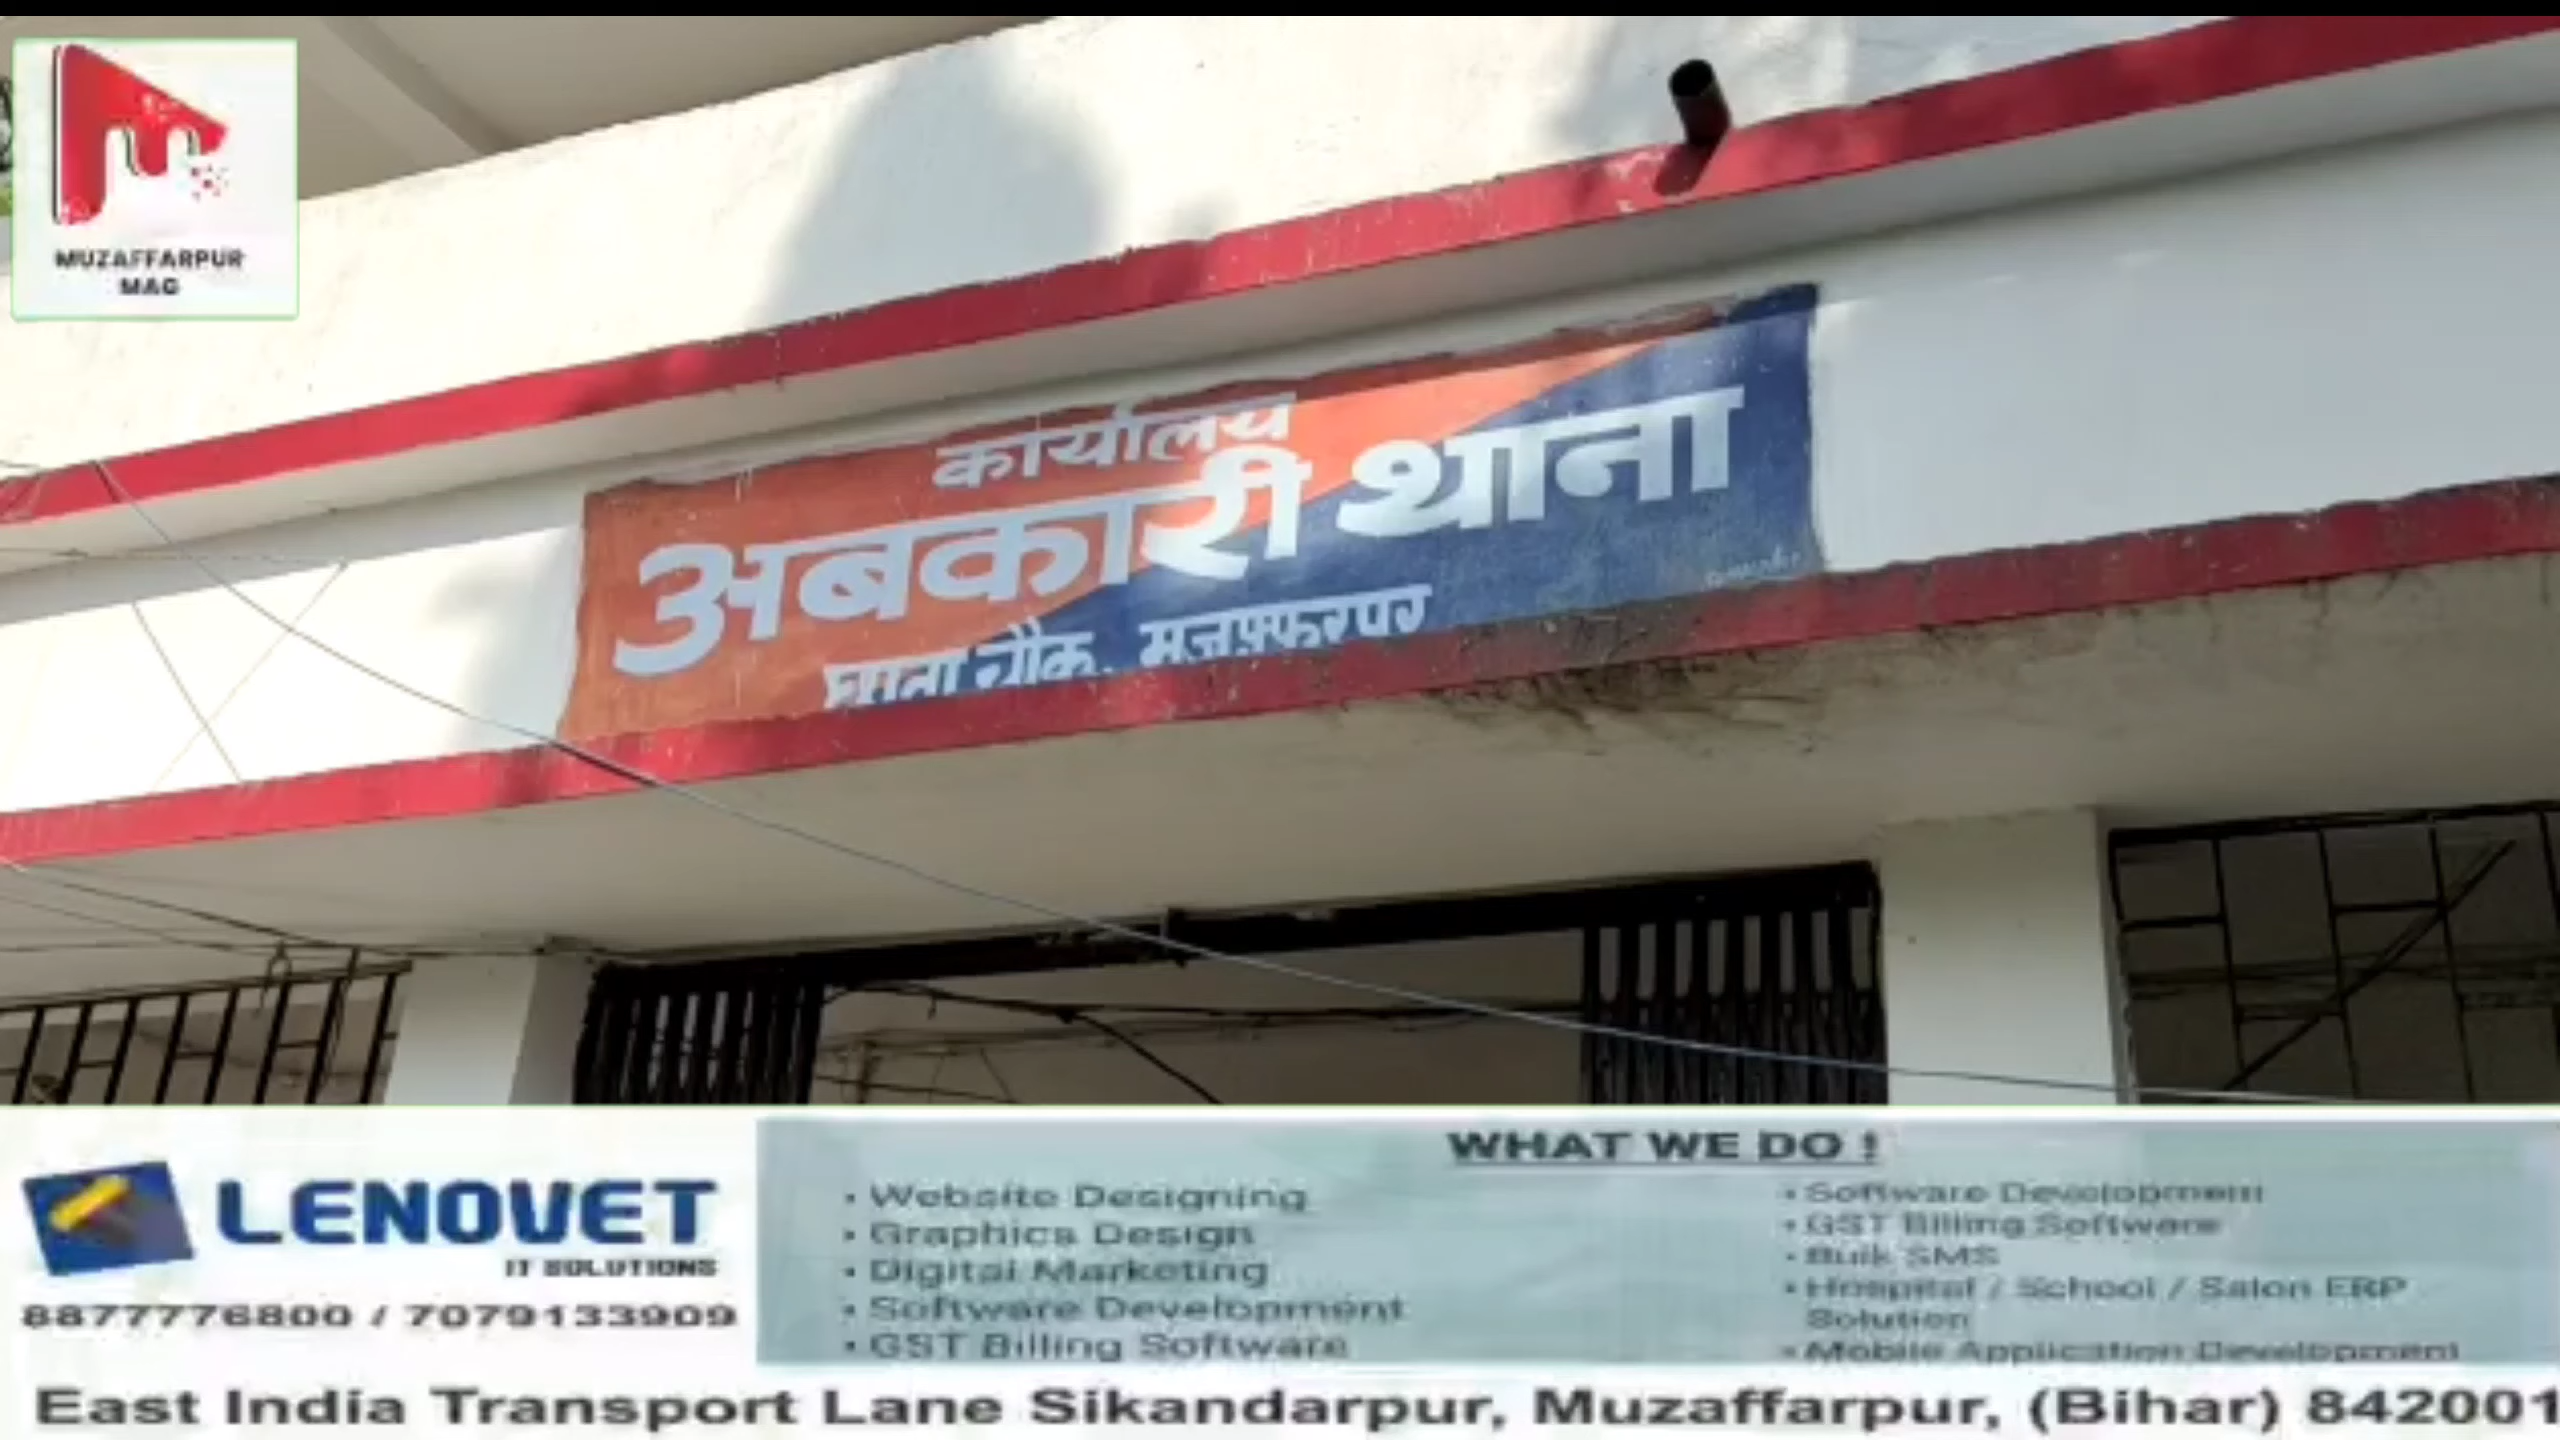 MUZAFFARPUR
MAG
कार्यालय
अबकारी थाना
चौक, मुजफ्फरपुर
LENOVET
IT SOLUTIONS
8877776800 / 7079133909
WHAT WE DO !
• Website Designing
• Graphics Design
• Digital Marketing
• Software Development
• GST Billing Software
• Software Development
• GST Billing Software
• Bulk SMS
• Hospital / School / Salon ERP
Solution
• Mobile Application Development
East India Transport Lane Sikandarpur, Muzaffarpur, (Bihar) 842001